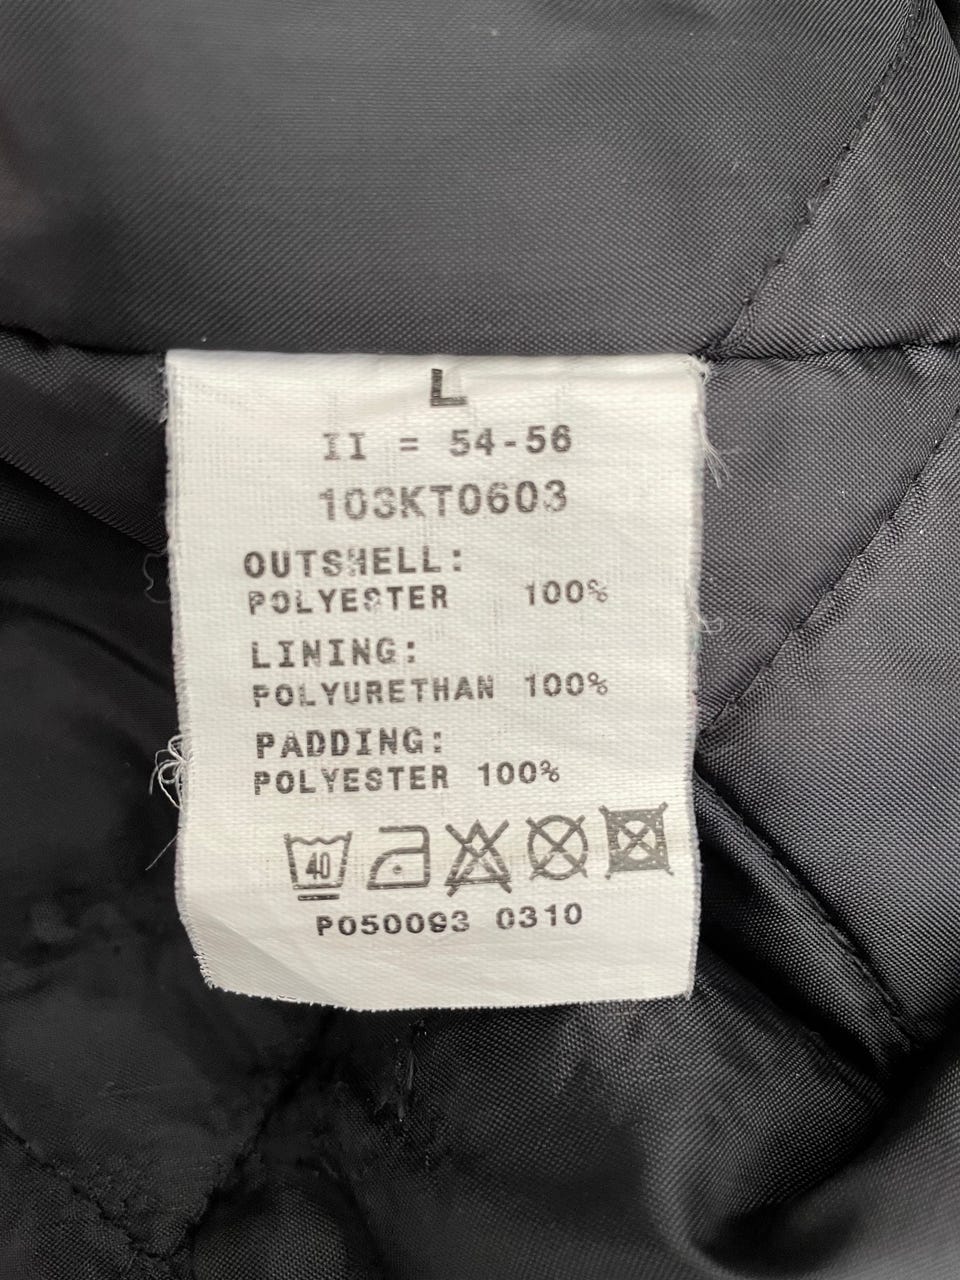 L
II = 54-56
103KT0603
OUTSHELL:
POLYESTER 100%
LINING:
POLYURETHAN 100%
PADDING:
POLYESTER 100%
40
P050093 0310